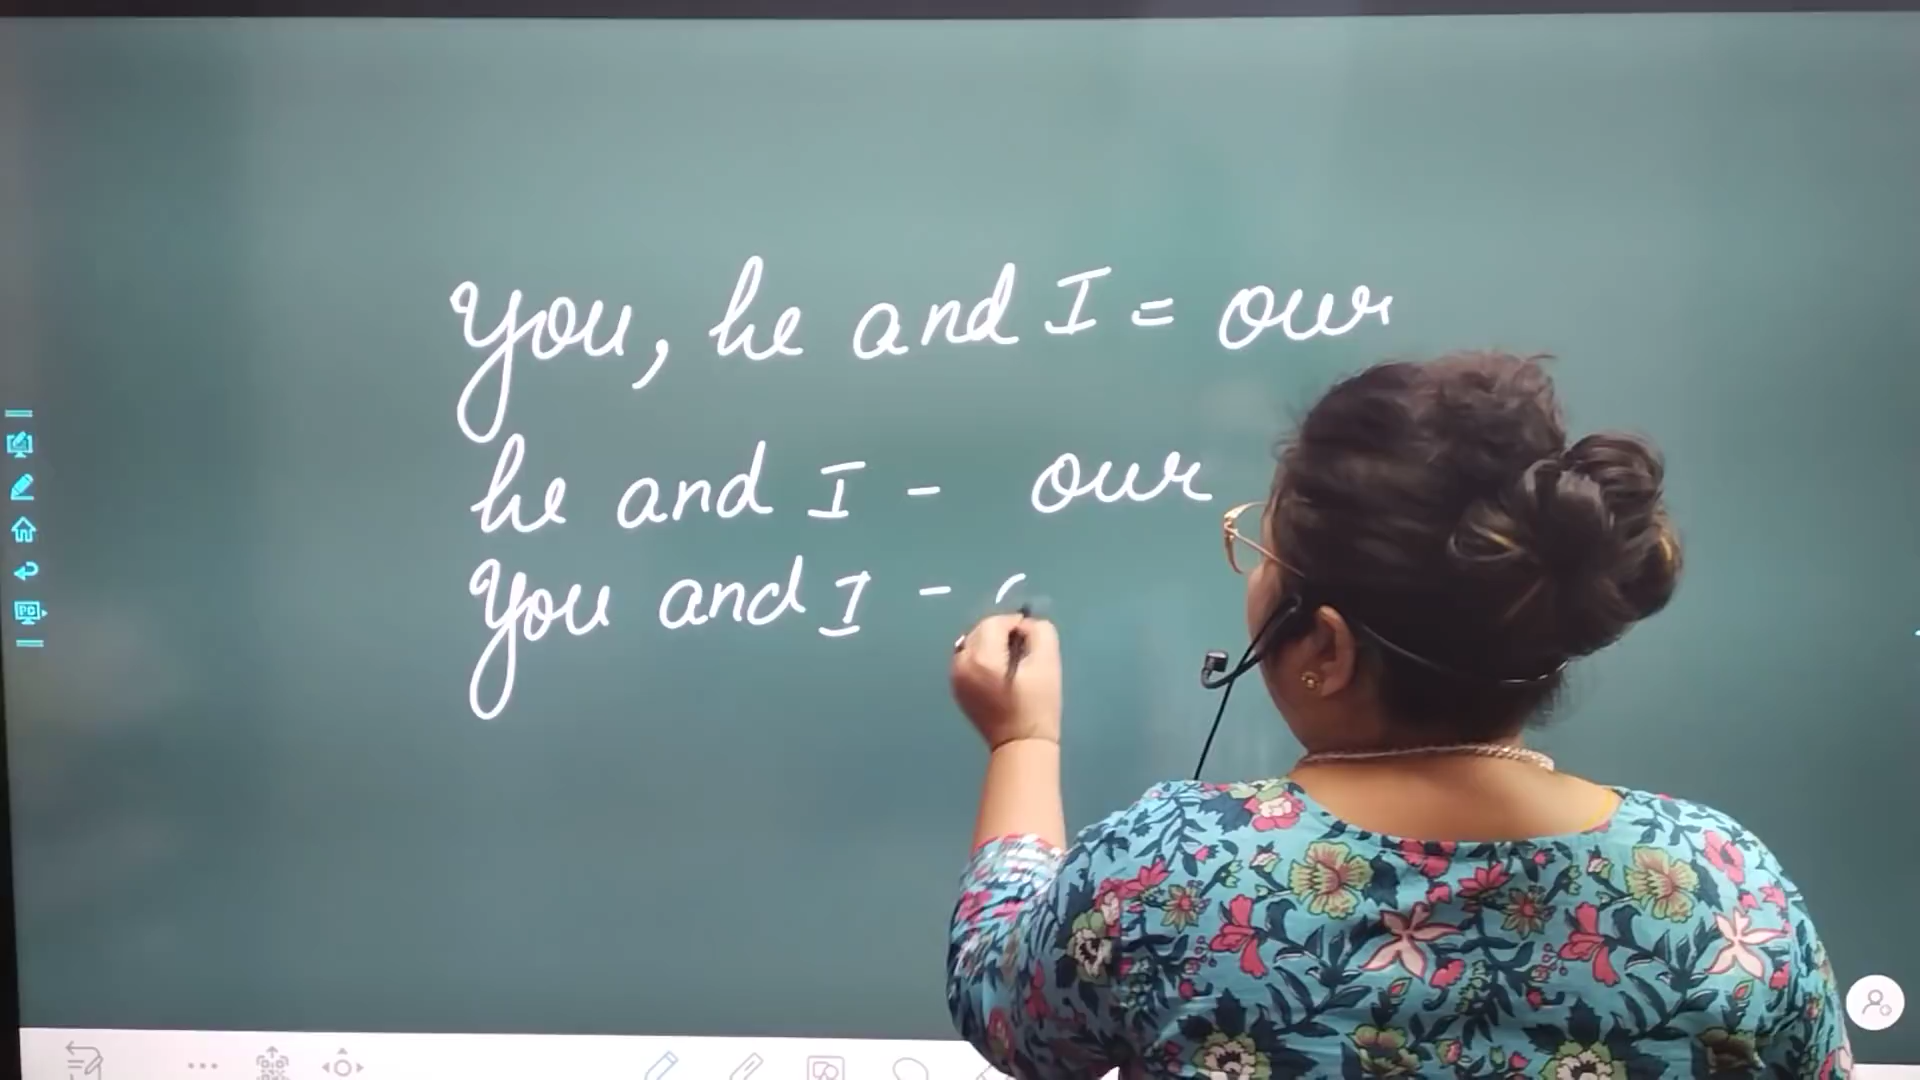 You, he and I = our
he and I - our
You and I -